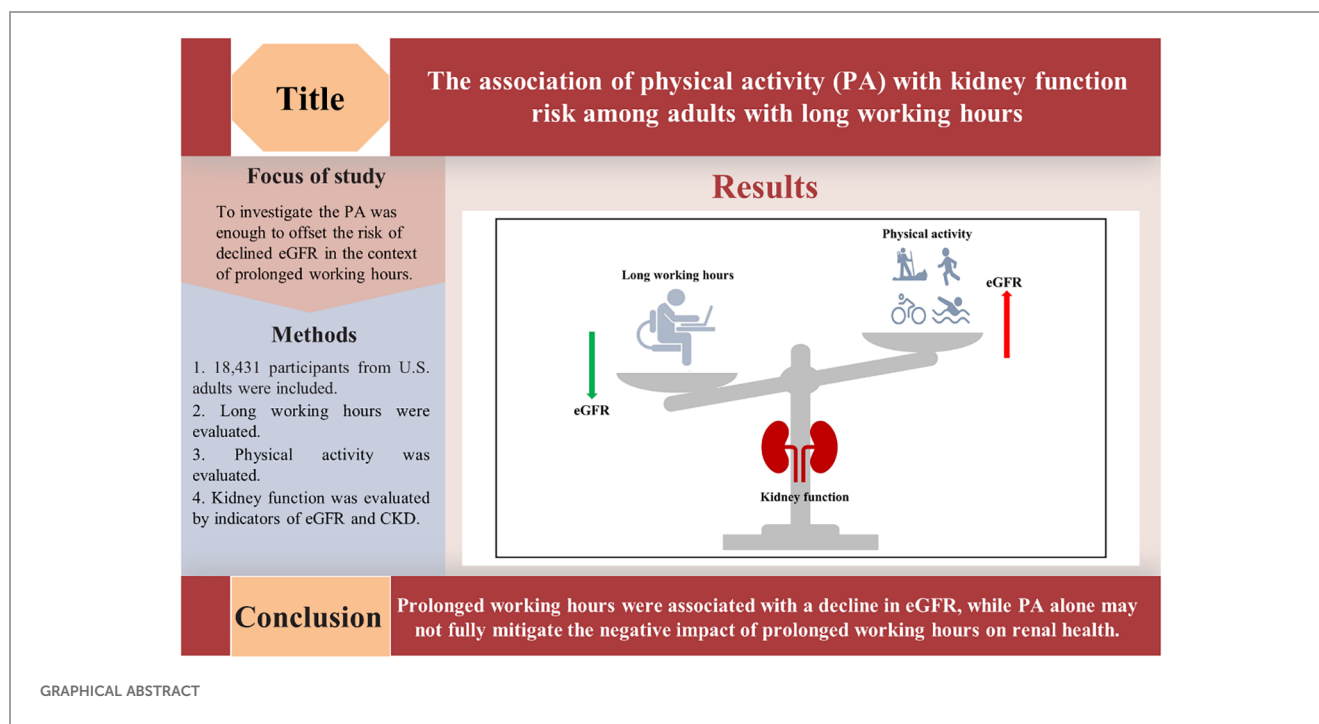 Title
The association of physical activity (PA) with kidney function
risk among adults with long working hours
Focus of study
To investigate the PA was
enough to offset the risk of
declined eGFR in the context
of prolonged working hours.
Methods
1. 18,431 participants from U.S.
adults were included.
2. Long working hours were
evaluated.
3. Physical activity was
evaluated.
4. Kidney function was evaluated
by indicators of eGFR and CKD.
Results
Long working hours
eGFR
Physical activity
eGFR
Kidney function
Conclusion
Prolonged working hours were associated with a decline in eGFR, while PA alone may
not fully mitigate the negative impact of prolonged working hours on renal health.
GRAPHICAL ABSTRACT